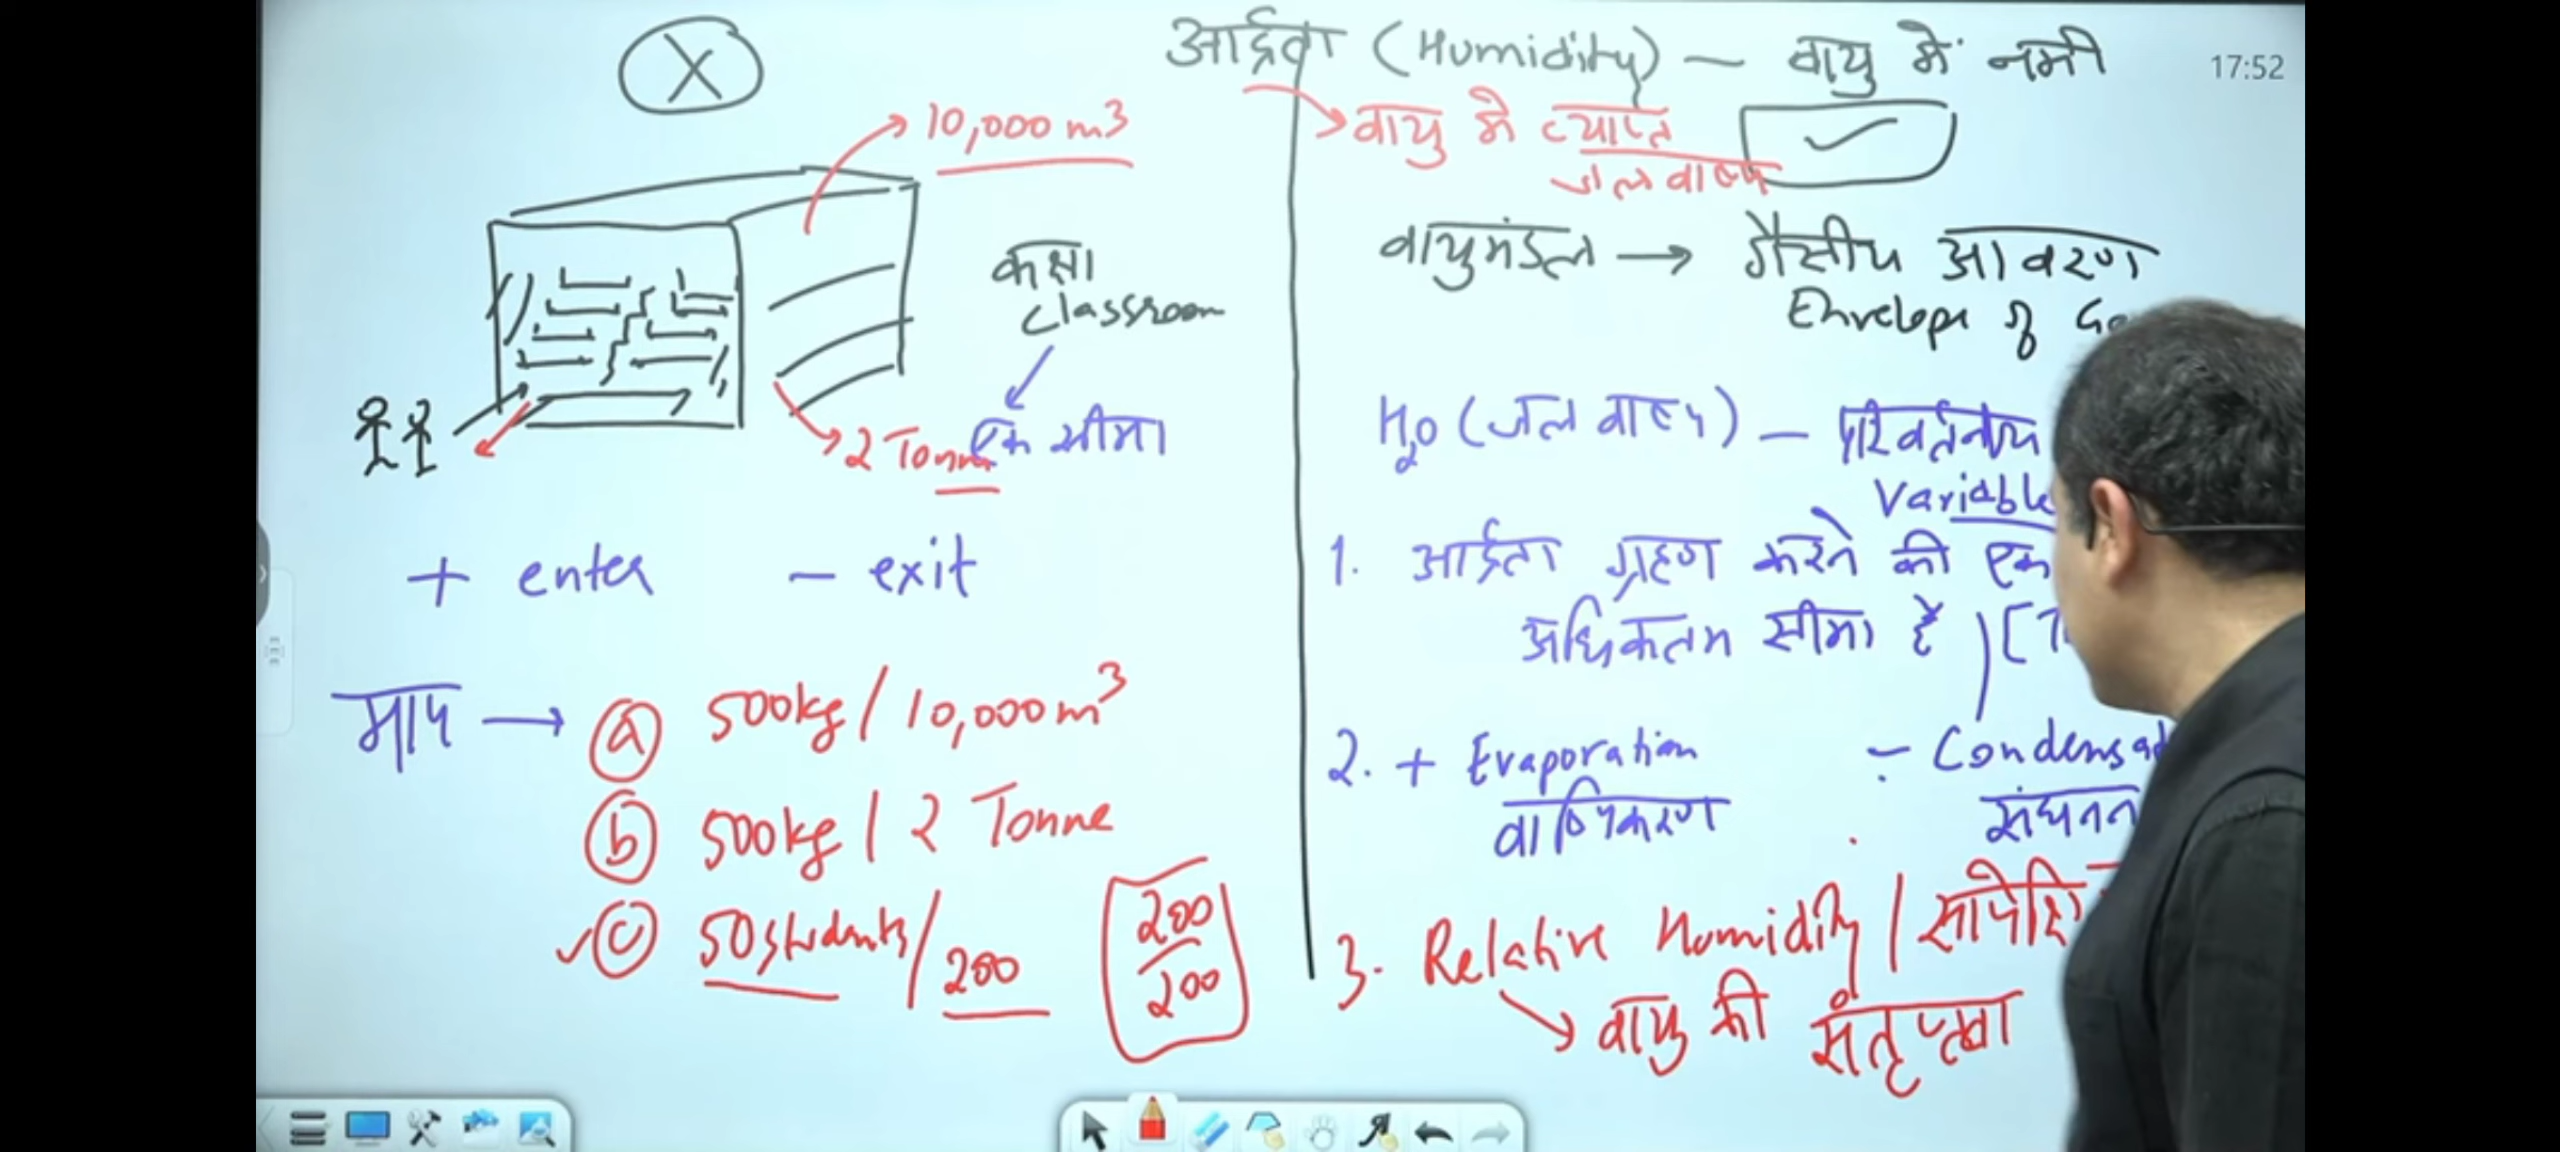 X
10,000 m³
कक्षा
classroom
2 Tonne
एक सीमा
+ enter – exit
माप → (a) 500kg / 10,000 m³
(b) 500kg / 2 Tonne
✓(c) 50 students / 200
200
200
आर्द्रता (Humidity) – वायु में नमी
17:52
वायु में व्याप्त
जलवाष्प
वायुमंडल → गैसीय आवरण
Envelope of
H₂O (जल वाष्प) – परिवर्तनीय
Variable
1. आर्द्रता ग्रहण करने की एक
अधिकतम सीमा है
2. + Evaporation – Condensat
वाष्पिकरण संघनन
3. Relative Humidity /
वायु की संतृप्तता